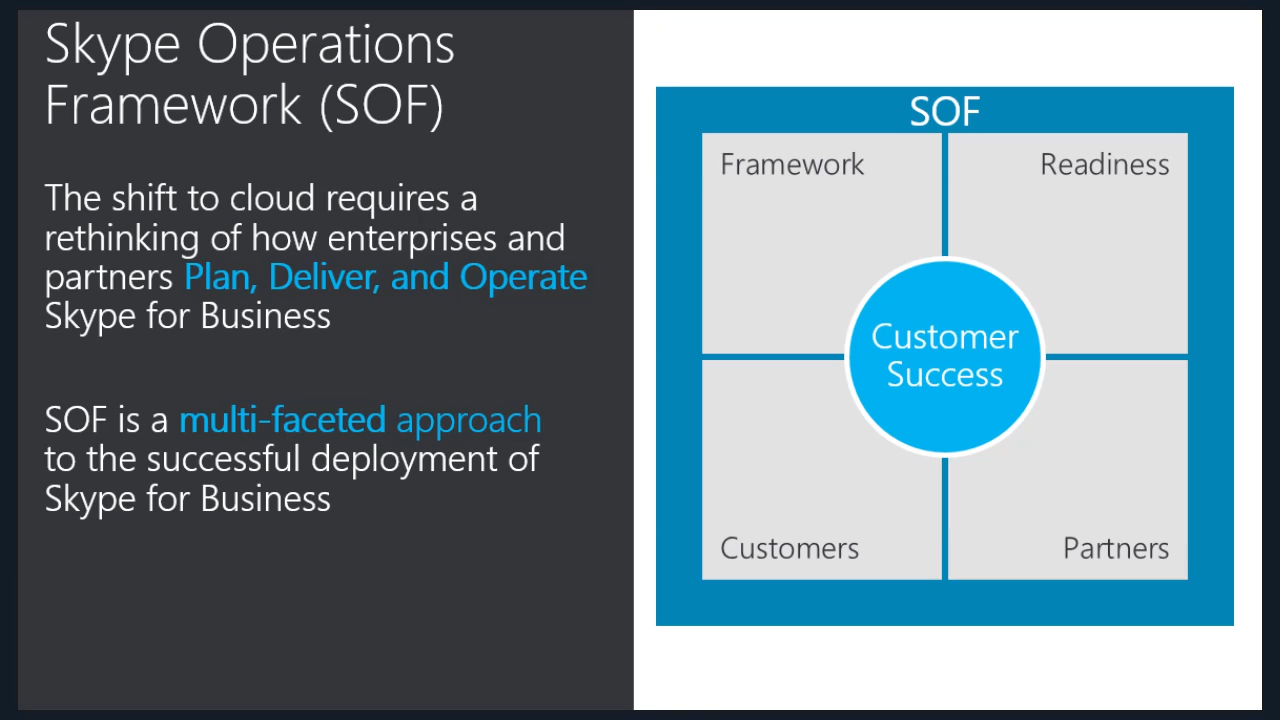 Skype Operations
Framework (SOF)
The shift to cloud requires a
rethinking of how enterprises and
partners Plan, Deliver, and Operate
Skype for Business
SOF is a multi-faceted approach
to the successful deployment of
Skype for Business
SOF
Framework
Readiness
Customer
Success
Customers
Partners